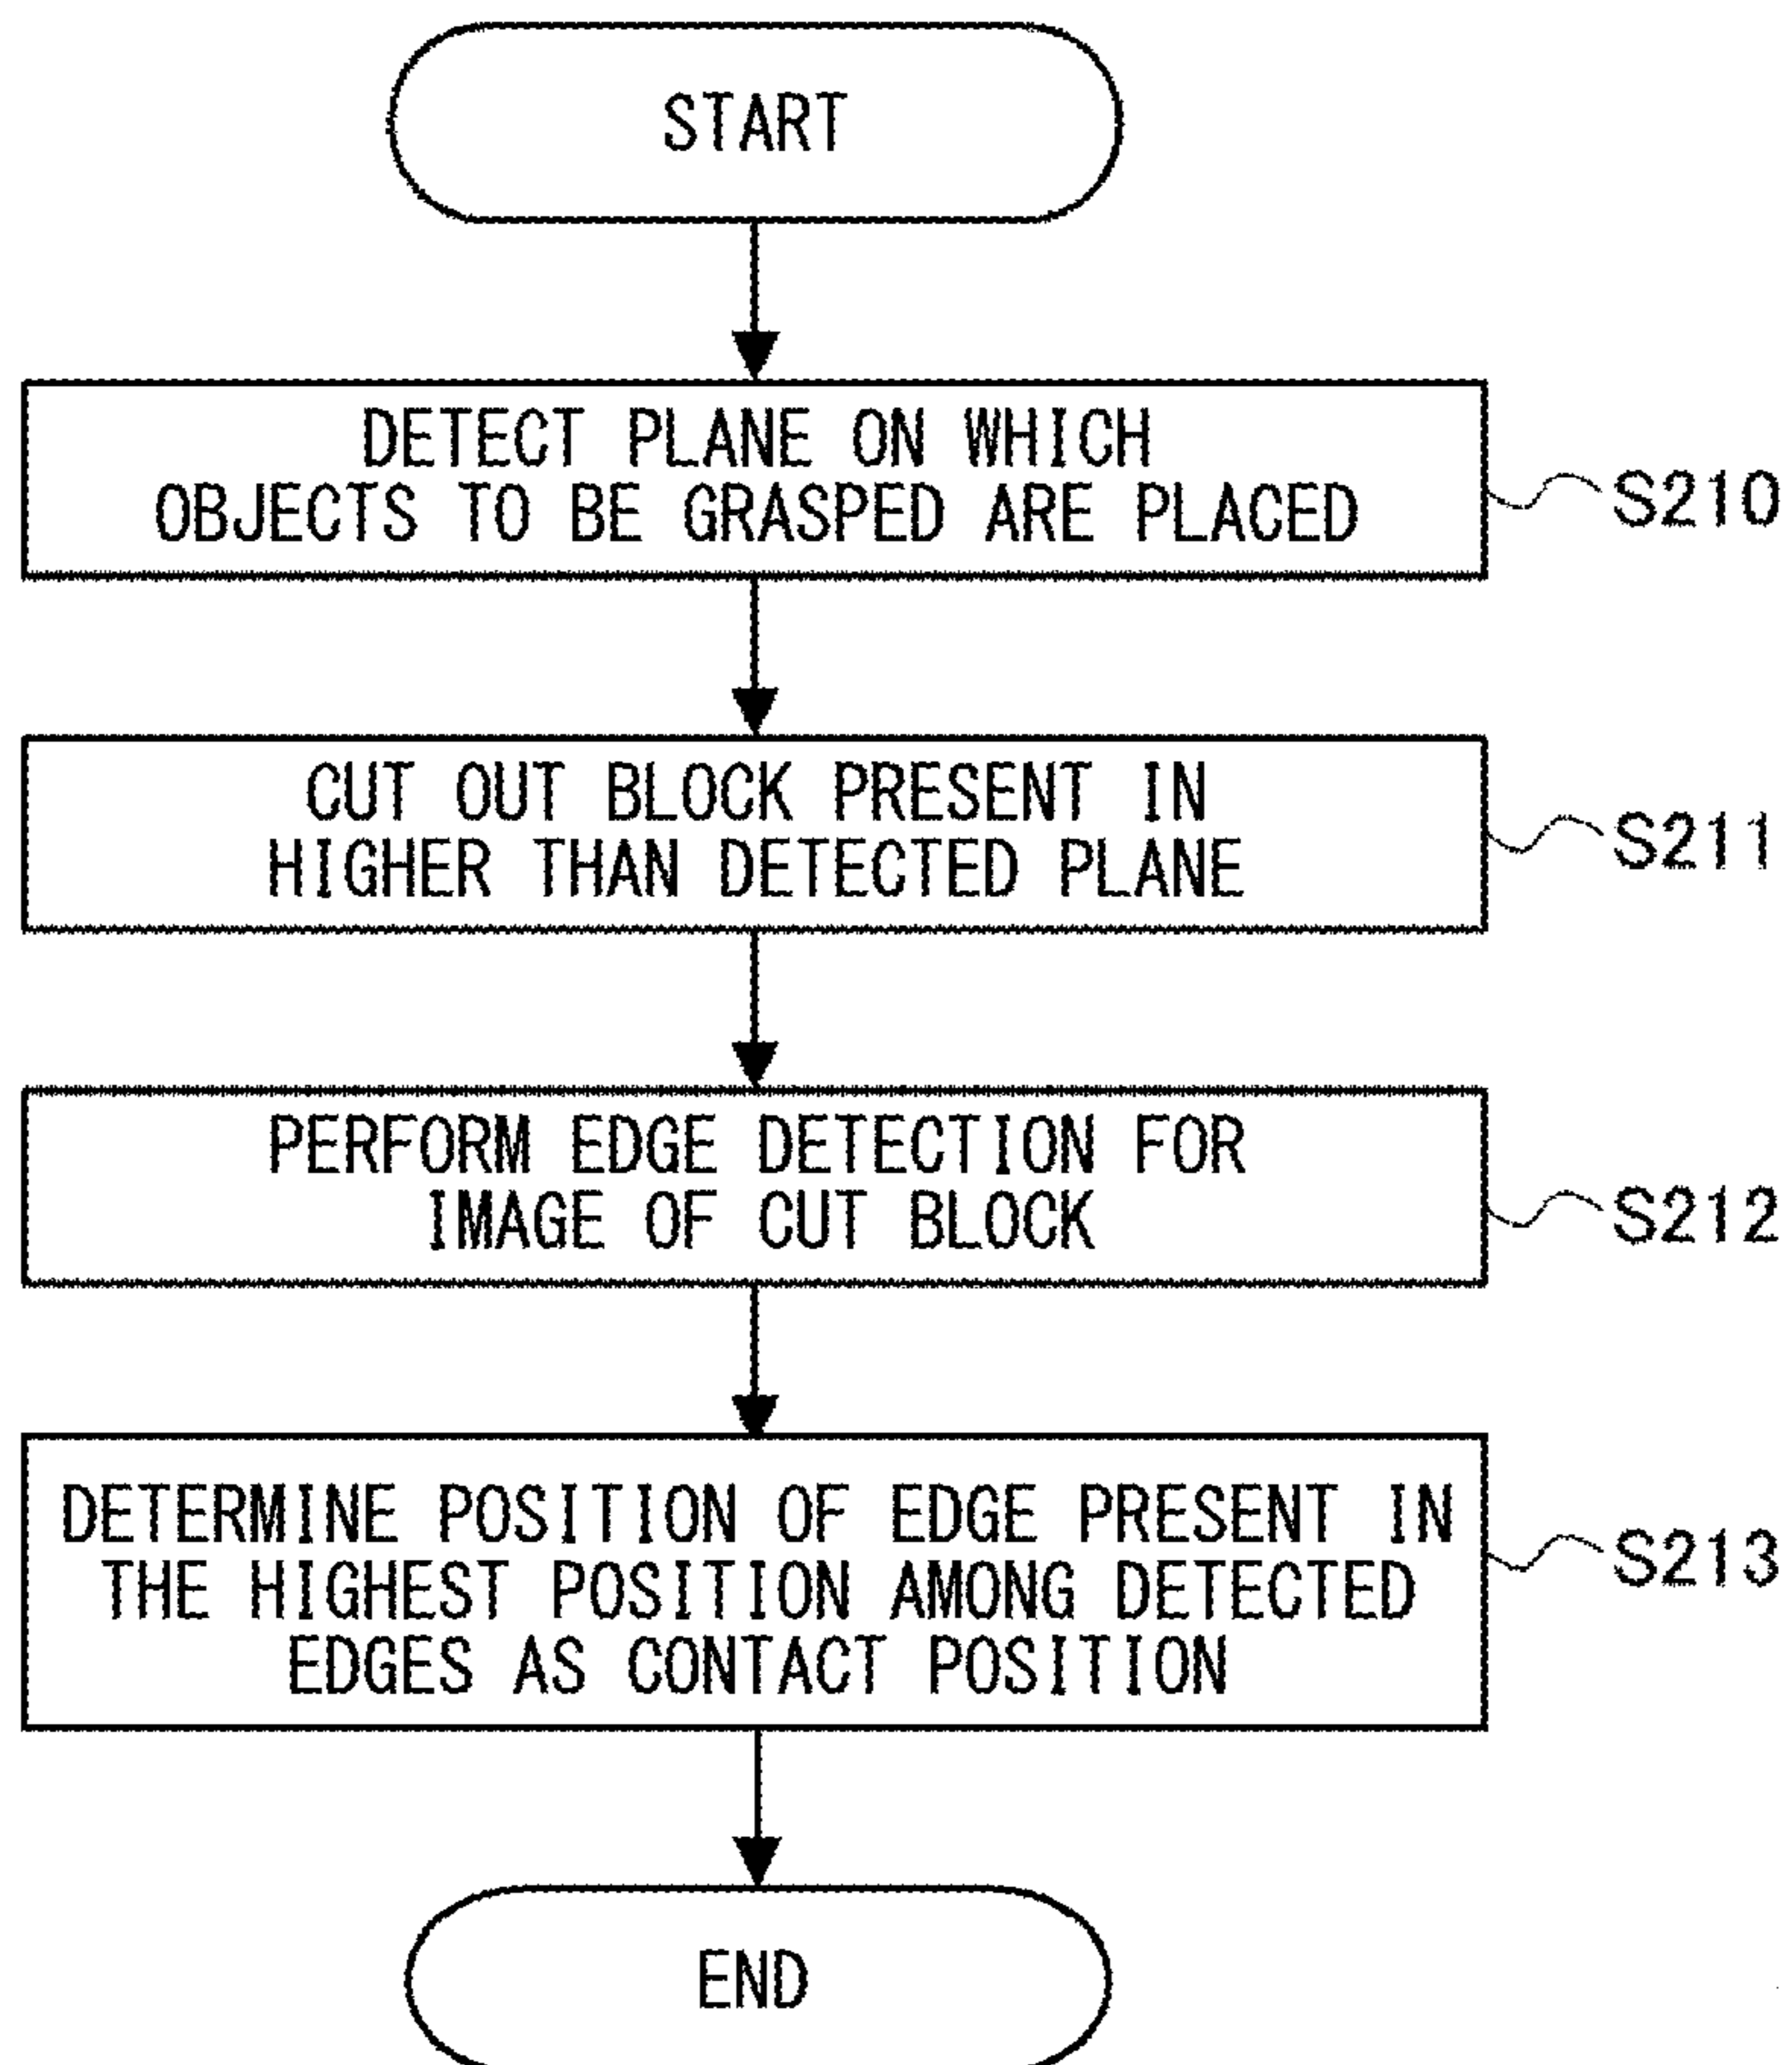 START
DETECT PLANE ON WHICH
OBJECTS TO BE GRASPED ARE PLACED
S210
CUT OUT BLOCK PRESENT IN
HIGHER THAN DETECTED PLANE
S211
PERFORM EDGE DETECTION FOR
IMAGE OF CUT BLOCK
S212
DETERMINE POSITION OF EDGE PRESENT IN
THE HIGHEST POSITION AMONG DETECTED
EDGES AS CONTACT POSITION
S213
END